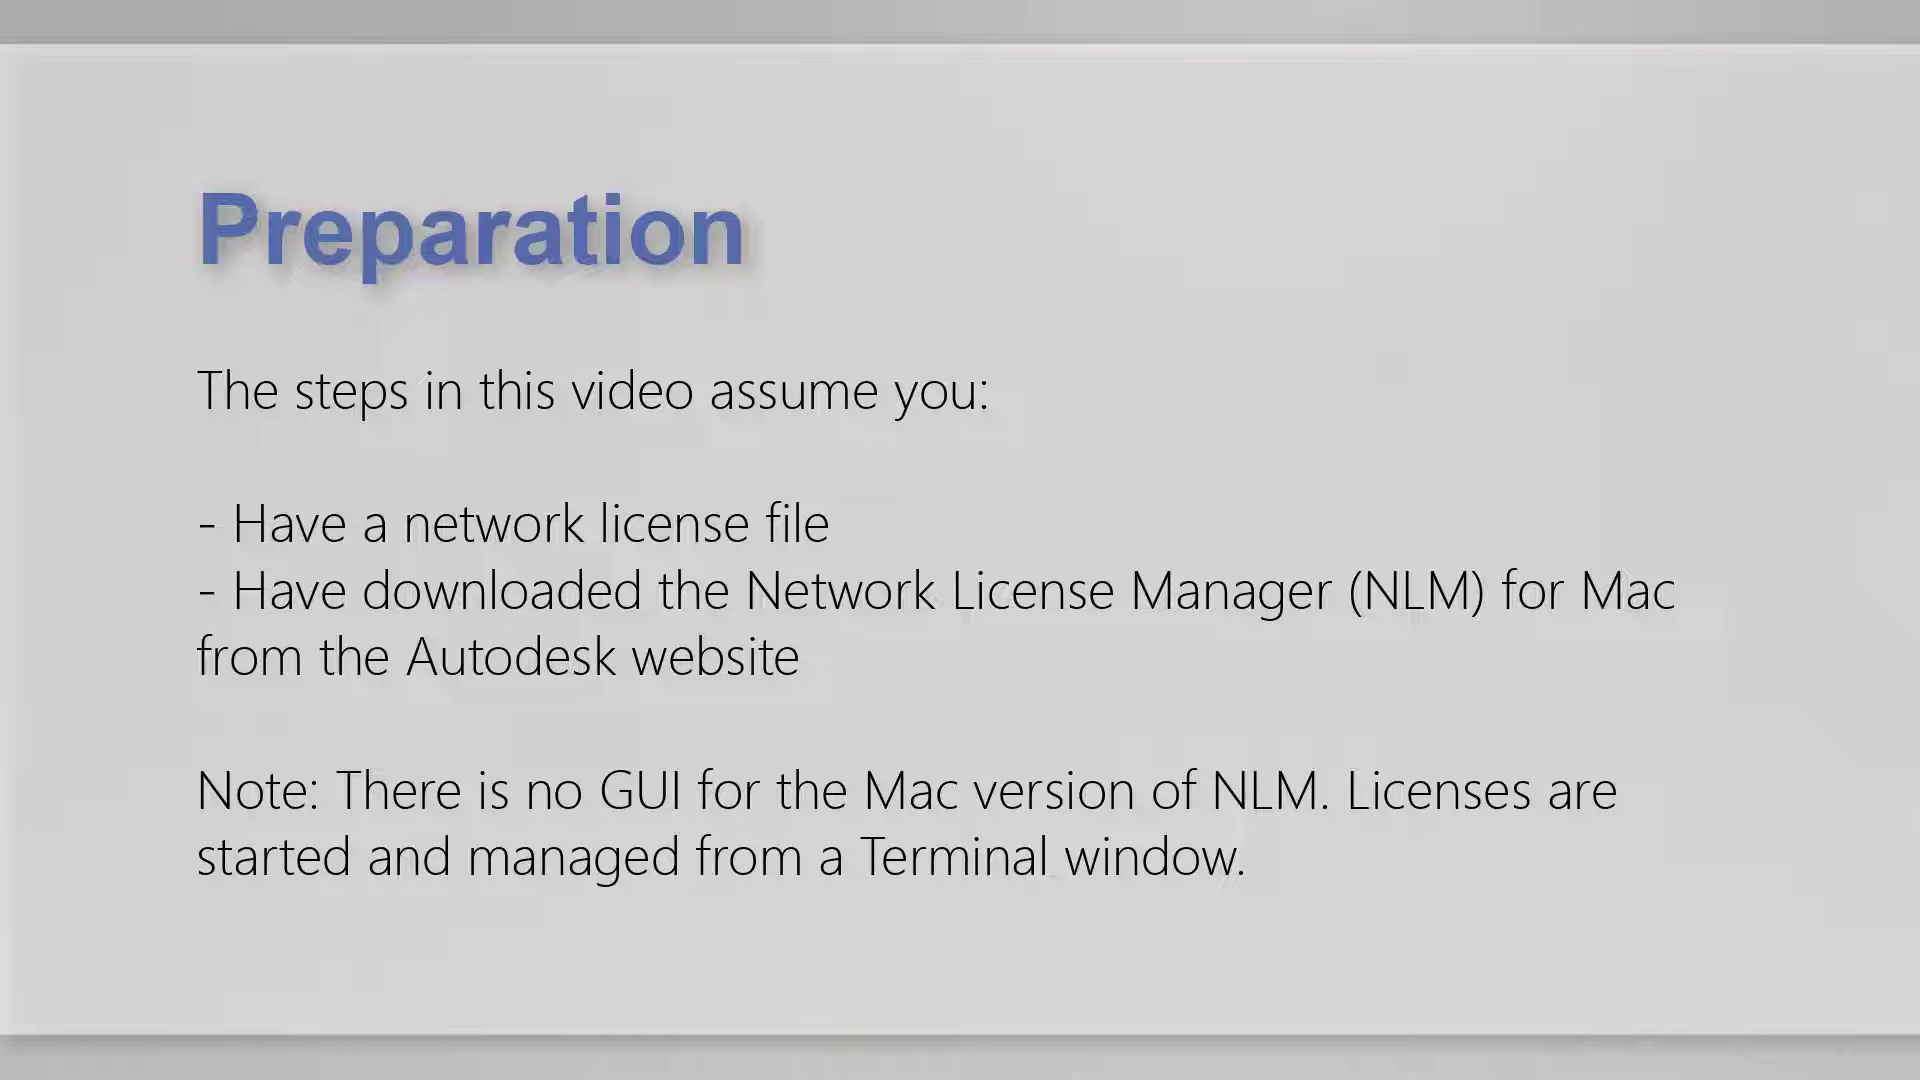 Preparation
The steps in this video assume you:
- Have a network license file
- Have downloaded the Network License Manager (NLM) for Mac
from the Autodesk website
Note: There is no GUI for the Mac version of NLM. Licenses are
started and managed from a Terminal window.